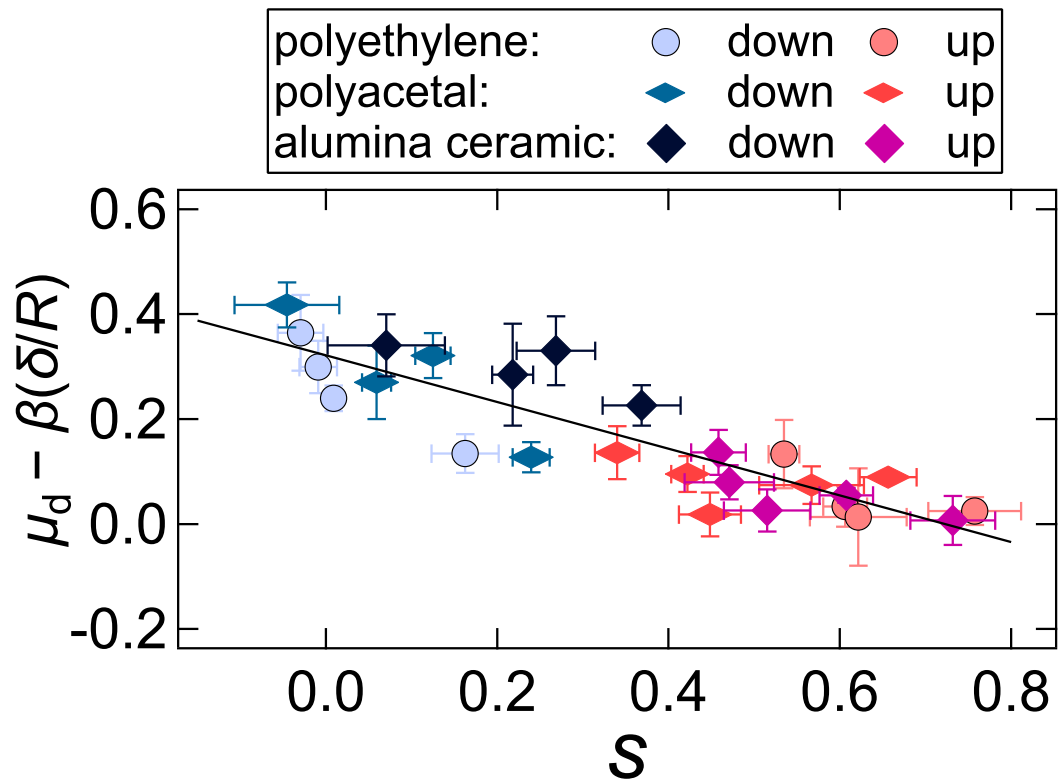 polyethylene: down up
polyacetal: down up
alumina ceramic: down up
0.6
0.4
0.2
0.0
-0.2
μd − β(δ/R)
0.0 0.2 0.4 0.6 0.8
S